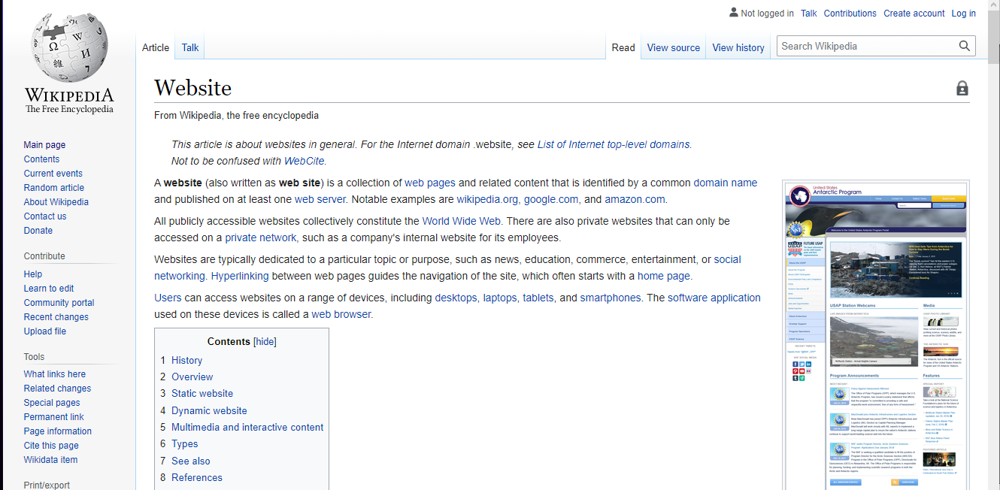 Not logged in Talk Contributions Create account Log in
Article Talk Read View source View history Search Wikipedia
WIKIPEDIA
The Free Encyclopedia
Main page
Contents
Current events
Random article
About Wikipedia
Contact us
Donate
Contribute
Help
Learn to edit
Community portal
Recent changes
Upload file
Tools
What links here
Related changes
Special pages
Permanent link
Page information
Cite this page
Wikidata item
Print/export
Website
From Wikipedia, the free encyclopedia
This article is about websites in general. For the Internet domain .website, see List of Internet top-level domains.
Not to be confused with WebCite.
A website (also written as web site) is a collection of web pages and related content that is identified by a common domain name
and published on at least one web server. Notable examples are wikipedia.org, google.com, and amazon.com.
All publicly accessible websites collectively constitute the World Wide Web. There are also private websites that can only be
accessed on a private network, such as a company's internal website for its employees.
Websites are typically dedicated to a particular topic or purpose, such as news, education, commerce, entertainment, or social
networking. Hyperlinking between web pages guides the navigation of the site, which often starts with a home page.
Users can access websites on a range of devices, including desktops, laptops, tablets, and smartphones. The software application
used on these devices is called a web browser.
Contents [hide]
1 History
2 Overview
3 Static website
4 Dynamic website
5 Multimedia and interactive content
6 Types
7 See also
8 References
United States
Antarctic Program
FUTURE USAP
USAP Station Webcams
Media
Program Announcements
Features